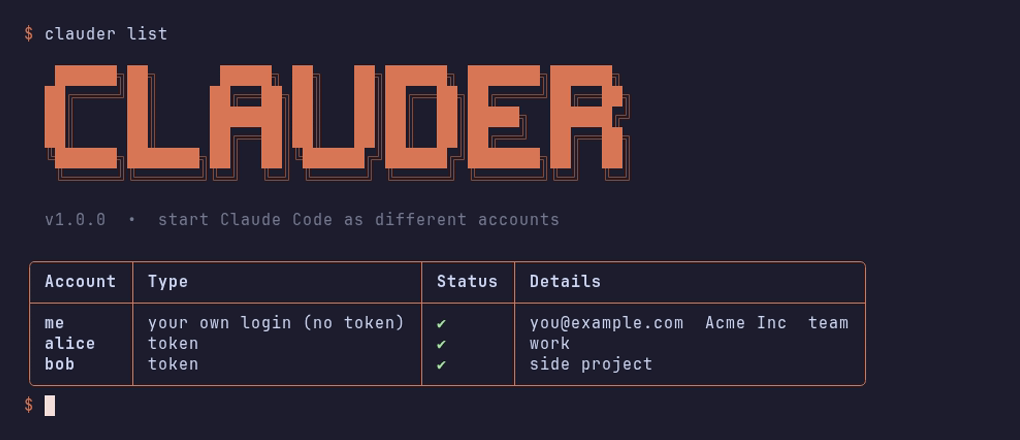 $ clauder list
CLAUDER
v1.0.0 • start Claude Code as different accounts
Account Type Status Details
me your own login (no token) ✔ you@example.com Acme Inc team
alice token ✔ work
bob token ✔ side project
$